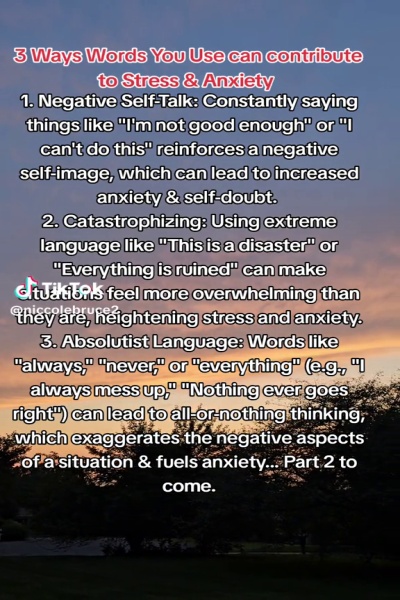 3 Ways Words You Use can contribute
to Stress & Anxiety
1. Negative Self-Talk: Constantly saying
things like "I'm not good enough" or "I
can't do this" reinforces a negative
self-image, which can lead to increased
anxiety & self-doubt.
2. Catastrophizing: Using extreme
language like "This is a disaster" or
"Everything is ruined" can make
situations feel more overwhelming than
TikTok
they are, heightening stress and anxiety.
@niccolebruce2
3. Absolutist Language: Words like
"always," "never," or "everything" (e.g., "I
always mess up," "Nothing ever goes
right") can lead to all-or-nothing thinking,
which exaggerates the negative aspects
of a situation & fuels anxiety... Part 2 to
come.